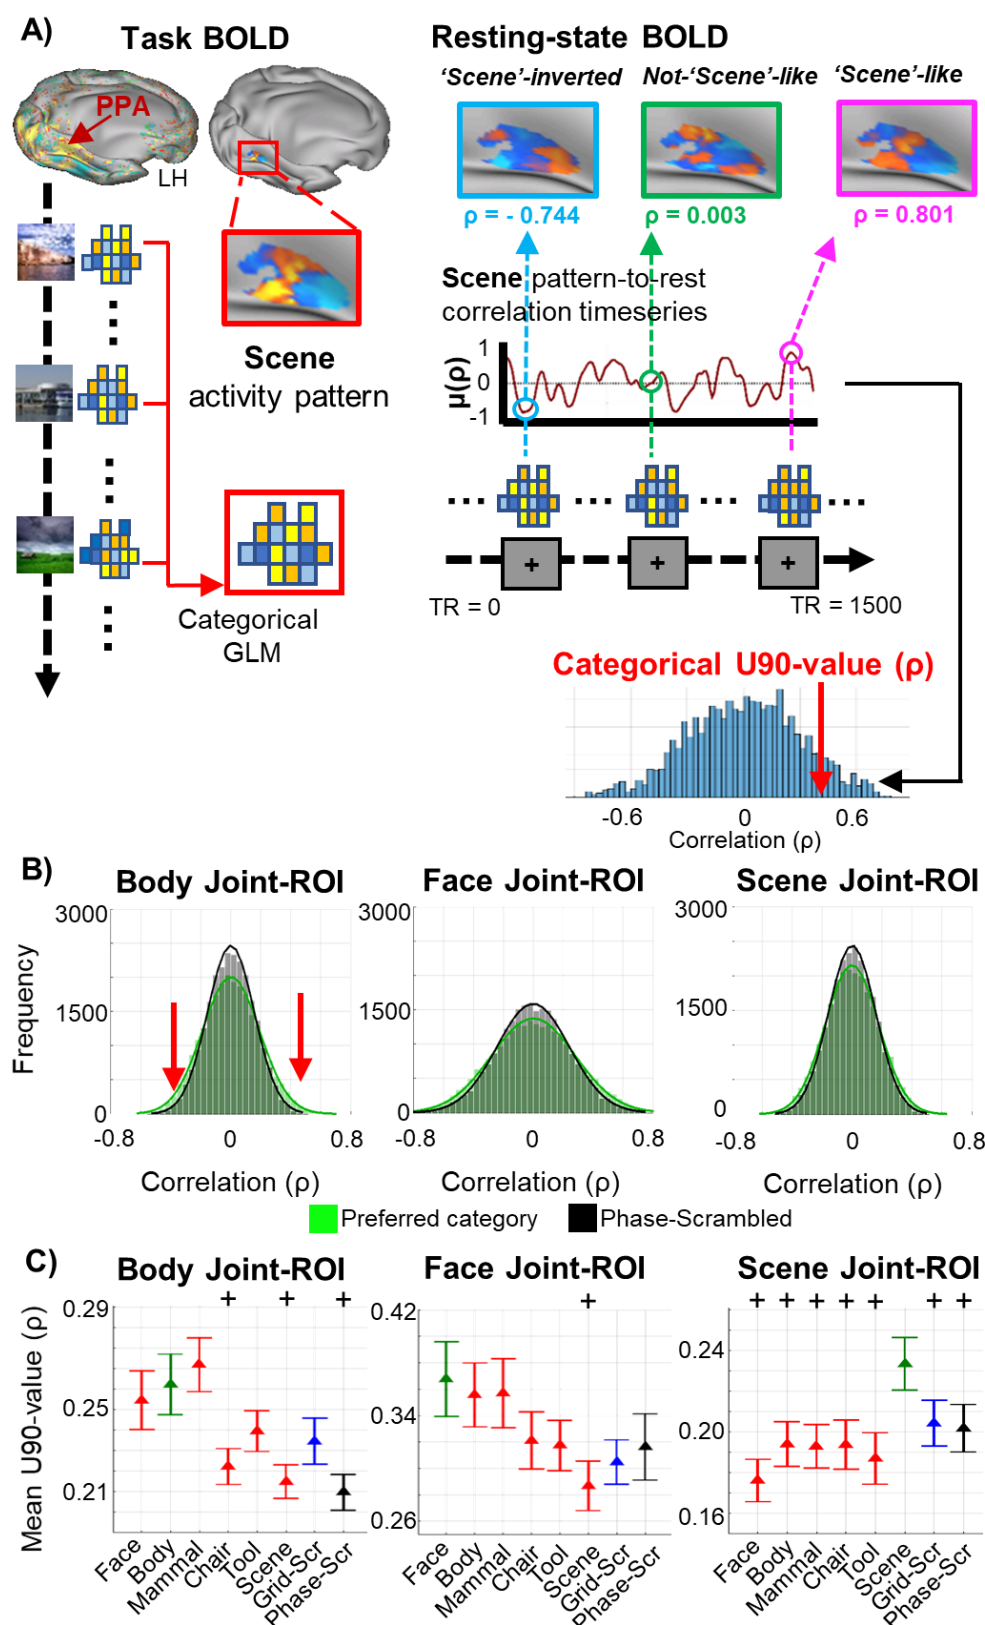 A)
Task BOLD
Resting-state BOLD
'Scene'-inverted
Not-'Scene'-like
'Scene'-like
PPA
LH
ρ = - 0.744
ρ = 0.003
ρ = 0.801
Scene pattern-to-rest
correlation timeseries
Scene
activity pattern
μ(ρ)
1
0
-1
Categorical
GLM
+
+
+
TR = 0
TR = 1500
Categorical U90-value (ρ)
-0.6
0
0.6
Correlation (ρ)
B)
Body Joint-ROI
Face Joint-ROI
Scene Joint-ROI
Frequency
3000
1500
0
-0.8
0
0.8
Correlation (ρ)
3000
1500
0
-0.8
0
0.8
Correlation (ρ)
3000
1500
0
-0.8
0
0.8
Correlation (ρ)
Preferred category
Phase-Scrambled
C)
Body Joint-ROI
Face Joint-ROI
Scene Joint-ROI
Mean U90-value (ρ)
+ + +
0.29
0.25
0.21
Face
Body
Mammal
Chair
Tool
Scene
Grid-Scr
Phase-Scr
+
0.42
0.34
0.26
Face
Body
Mammal
Chair
Tool
Scene
Grid-Scr
Phase-Scr
+ + + + + + +
0.24
0.20
0.16
Face
Body
Mammal
Chair
Tool
Scene
Grid-Scr
Phase-Scr